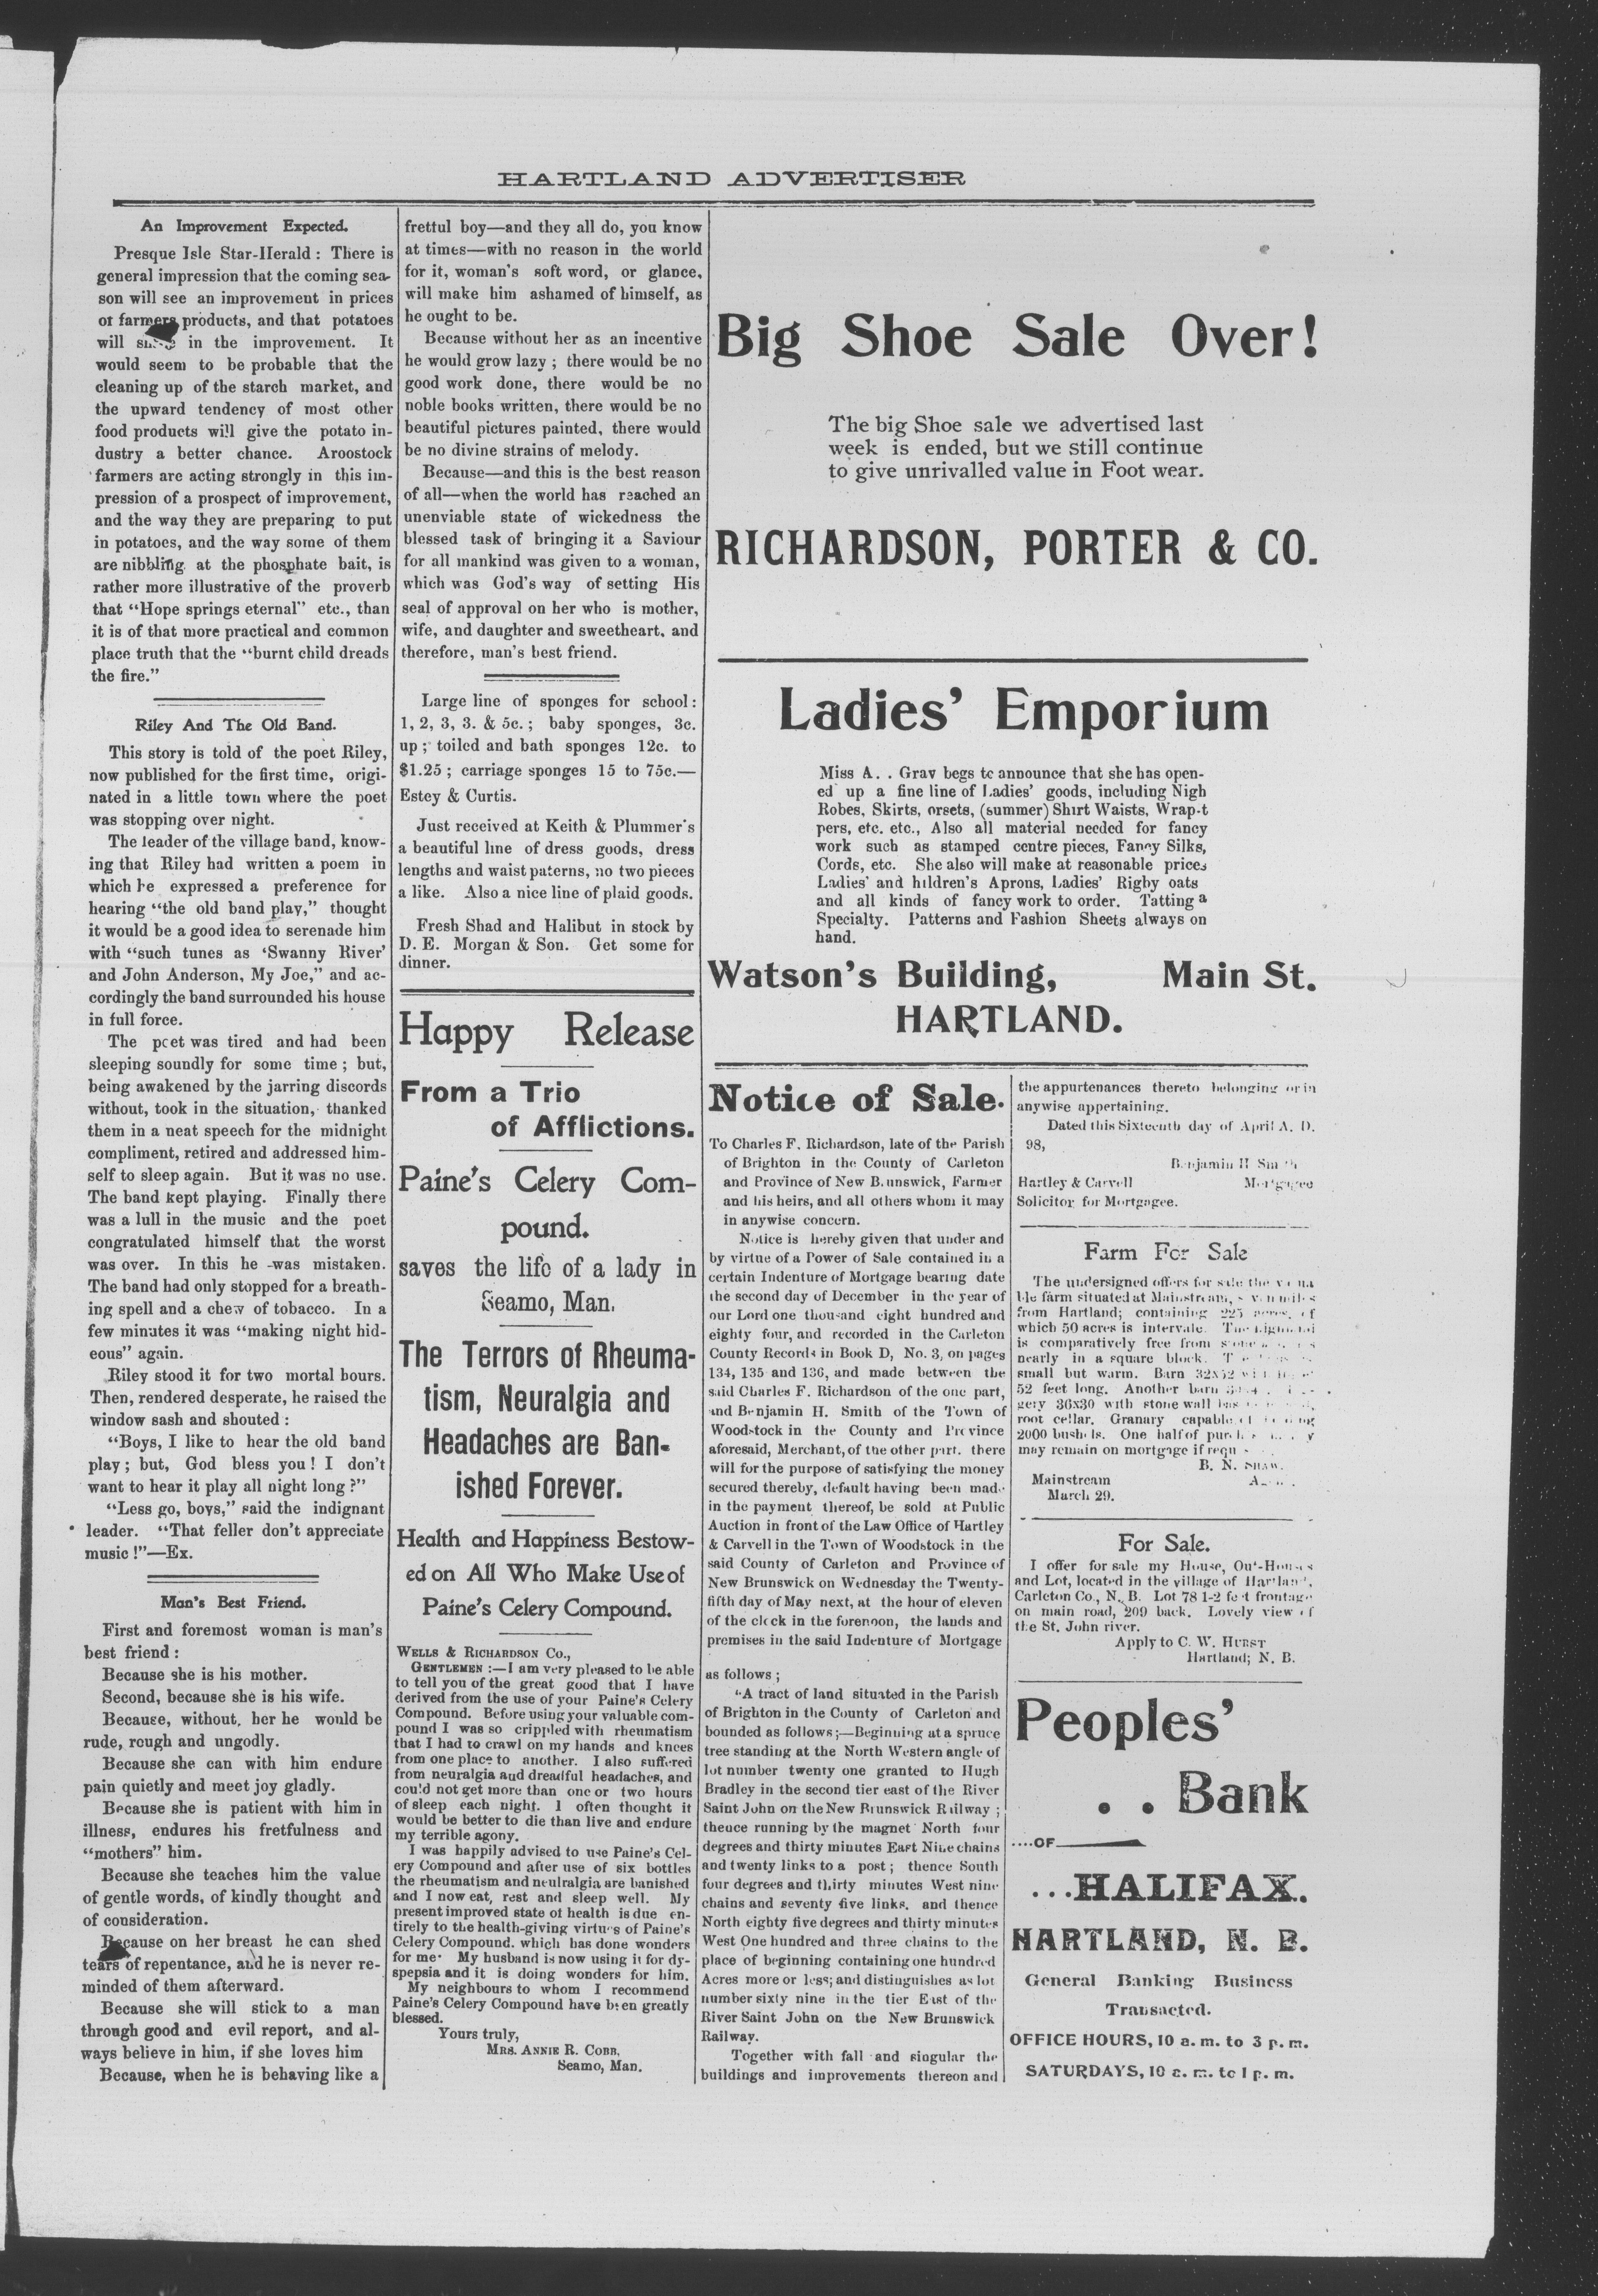 HARTLAND ADVERTISER
An Improvement Expected.
Presque Isle Star-Herald : There is
general impression that the coming sea-
son will see an improvement in prices
of farmers products, and that potatoes
will in the improvement. It
would seem to be probable that the
cleaning up of the starch market, and
the upward tendency of most other
food products will give the potato in-
dustry a better chance. Aroostock
farmers are acting strongly in this im-
pression of a prospect of improvement,
and the way they are preparing to put
in potatoes, and the way some of them
are nibbling at the phosphate bait, is
rather more illustrative of the proverb
that “Hope springs eternal” etc., than
it is of that more practical and common
place truth that the “burnt child dreads
the fire.”
Riley And The Old Band.
This story is told of the poet Riley,
now published for the first time, origi-
nated in a little town where the poet
was stopping over night.
The leader of the village band, know-
ing that Riley had written a poem in
which he expressed a preference for
hearing “the old band play,” thought
it would be a good idea to serenade him
with “such tunes as ‘Swanny River’
and John Anderson, My Joe,” and ac-
cordingly the band surrounded his house
in full force.
The poet was tired and had been
sleeping soundly for some time ; but,
being awakened by the jarring discords
without, took in the situation, thanked
them in a neat speech for the midnight
compliment, retired and addressed him-
self to sleep again. But it was no use.
The band kept playing. Finally there
was a lull in the music and the poet
congratulated himself that the worst
was over. In this he -was mistaken.
The band had only stopped for a breath-
ing spell and a chew of tobacco. In a
few minutes it was “making night hid-
eous” again.
Riley stood it for two mortal hours.
Then, rendered desperate, he raised the
window sash and shouted :
“Boys, I like to hear the old band
play ; but, God bless you ! I don't
want to hear it play all night long ?”
“Less go, boys,” said the indignant
leader. “That feller don't appreciate
music !”—Ex.
Man's Best Friend.
First and foremost woman is man's
best friend :
Because she is his mother.
Second, because she is his wife.
Because, without, her he would be
rude, rough and ungodly.
Because she can with him endure
pain quietly and meet joy gladly.
Because she is patient with him in
illness, endures his fretfulness and
“mothers” him.
Because she teaches him the value
of gentle words, of kindly thought and
of consideration.
Because on her breast he can shed
tears of repentance, and he is never re-
minded of them afterward.
Because she will stick to a man
through good and evil report, and al-
ways believe in him, if she loves him
Because, when he is behaving like a
frettul boy—and they all do, you know
at times—with no reason in the world
for it, woman's soft word, or glance,
will make him ashamed of himself, as
he ought to be.
Because without her as an incentive
he would grow lazy ; there would be no
good work done, there would be no
noble books written, there would be no
beautiful pictures painted, there would
be no divine strains of melody.
Because—and this is the best reason
of all—when the world has reached an
unenviable state of wickedness the
blessed task of bringing it a Saviour
for all mankind was given to a woman,
which was God's way of setting His
seal of approval on her who is mother,
wife, and daughter and sweetheart, and
therefore, man's best friend.
Large line of sponges for school :
1, 2, 3, 3. & 5c. ; baby sponges, 3c.
up ; toiled and bath sponges 12c. to
$1.25 ; carriage sponges 15 to 75c.—
Estey & Curtis.
Just received at Keith & Plummer's
a beautiful line of dress goods, dress
lengths and waist paterns, no two pieces
a like. Also a nice line of plaid goods.
Fresh Shad and Halibut in stock by
D. E. Morgan & Son. Get some for
dinner.
Happy Release
From a Trio
of Afflictions.
Paine's Celery Com-
pound.
saves the life of a lady in
Seamo, Man.
The Terrors of Rheuma-
tism, Neuralgia and
Headaches are Ban-
ished Forever.
Health and Happiness Bestow-
ed on All Who Make Use of
Paine's Celery Compound.
WELLS & RICHARDSON CO.,
GENTLEMEN :—I am very pleased to be able
to tell you of the great good that I have
derived from the use of your Paine's Celery
Compound. Before using your valuable com-
pound I was so crippled with rheumatism
that I had to crawl on my hands and knees
from one place to another. I also suffered
from neuralgia aud dreadful headaches, and
could not get more than one or two hours
of sleep each night. I often thought it
would be better to die than live and endure
my terrible agony.
I was happily advised to use Paine's Cel-
ery Compound and after use of six bottles
the rheumatism and neulralgia are banished
and I now eat, rest and sleep well. My
present improved state of health is due en-
tirely to the health-giving virtues of Paine's
Celery Compound. which has done wonders
for me. My husband is now using it for dy-
spepsia and it is doing wonders for him.
My neighbours to whom I recommend
Paine's Celery Compound have been greatly
blessed.
Yours truly,
MRS. ANNIE R. COBB,
Seamo, Man.
Big Shoe Sale Over!
The big Shoe sale we advertised last
week is ended, but we still continue
to give unrivalled value in Foot wear.
RICHARDSON, PORTER & CO.
Ladies' Emporium
Miss A. . Gray begs to announce that she has open-
ed up a fine line of Ladies' goods, including Nigh
Robes, Skirts, orsets, (summer) Shirt Waists, Wrap-t
pers, etc. etc., Also all material needed for fancy
work such as stamped centre pieces, Fancy Silks,
Cords, etc. She also will make at reasonable prices
Ladies' and hildren's Aprons, Ladies' Rigby oats
and all kinds of fancy work to order. Tatting a
Specialty. Patterns and Fashion Sheets always on
hand.
Watson's Building, Main St.
HARTLAND.
Notice of Sale.
To Charles F. Richardson, late of the Parish
of Brighton in the County of Carleton
and Province of New Brunswick, Farmer
and his heirs, and all others whom it may
in anywise concern.
Notice is hereby given that under and
by virtue of a Power of Sale contained in a
certain Indenture of Mortgage bearing date
the second day of December in the year of
our Lord one thousand eight hundred and
eighty four, and recorded in the Carleton
County Records in Book D, No. 3, on pages
134, 135 and 136, and made between the
said Charles F. Richardson of the one part,
and Benjamin H. Smith of the Town of
Woodstock in the County and Province
aforesaid, Merchant, of the other part. there
will for the purpose of satisfying the money
secured thereby, default having been made
in the payment thereof, be sold at Public
Auction in front of the Law Office of Hartley
& Carvell in the Town of Woodstock in the
said County of Carleton and Province of
New Brunswick on Wednesday the Twenty-
fifth day of May next, at the hour of eleven
of the clock in the forenoon, the lands and
premises in the said Indenture of Mortgage
as follows ;
“A tract of land situated in the Parish
of Brighton in the County of Carleton and
bounded as follows ;—Beginning at a spruce
tree standing at the North Western angle of
lot number twenty one granted to Hugh
Bradley in the second tier east of the River
Saint John on the New Brunswick Railway ;
thence running by the magnet North four
degrees and thirty minutes East Nine chains
and twenty links to a post ; thence South
four degrees and thirty minutes West nine
chains and seventy five links, and thence
North eighty five degrees and thirty minutes
West One hundred and three chains to the
place of beginning containing one hundred
Acres more or less; and distinguishes as lot
number sixty nine in the tier East of the
River Saint John on the New Brunswick
Railway.
Together with fall and singular the
buildings and improvements thereon and
the appurtenances thereto belonging or in
anywise appertaining.
Dated this Sixteenth day of April A. D.
98,
Benjamin H Smith
Hartley & Carvell Mortgagee
Solicitor for Mortgagee.
Farm For Sale
The undersigned offers for sale the
ble farm situated at Mainstream, miles
from Hartland; containing 225 acres, of
which 50 acres is intervale. The
is comparatively free from
nearly in a square block.
small but warm. Barn 32x52
52 feet long. Another barn
gery 36x30 with stone wall
root cellar. Granary capable of
2000 bushels. One half of
may remain on mortgage if
B. N. SHAW.
Mainstream
March 29.
For Sale.
I offer for sale my House, Out-Houses
and Lot, located in the village of Hartland,
Carleton Co., N. B. Lot 78 1-2 feet frontage
on main road, 209 back. Lovely view of
the St. John river.
Apply to C. W. HURST
Hartland; N. B.
Peoples'
. . Bank
....OF
...HALIFAX.
HARTLAND, N. B.
General Banking Business
Transacted.
OFFICE HOURS, 10 a. m. to 3 p. m.
SATURDAYS, 10 a. m. to 1 p. m.